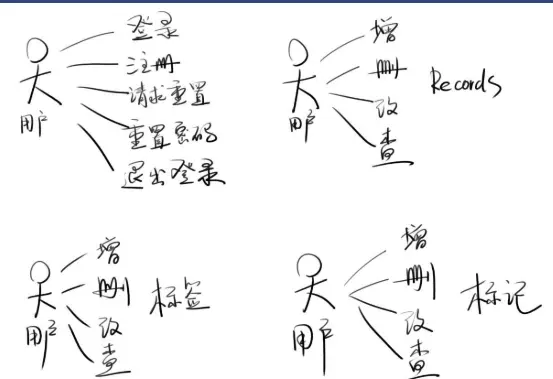 登录
注册
请求重置
重置密码
退出登录
用户
增
删
改
查
Records
用户
增
删
改
查
标签
用户
增
删
改
查
标记
用户